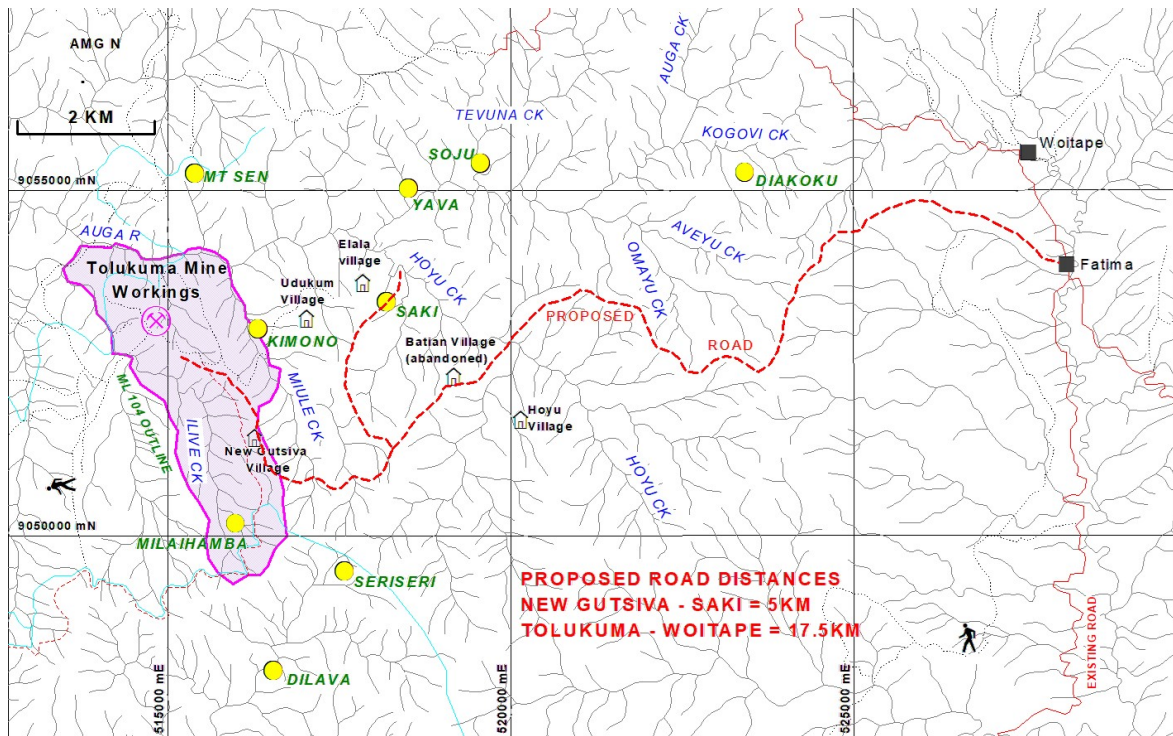 AMG N
2 KM
AUGA CK
TEVUNA CK
KOGOVI CK
Woitape
SOJU
MT SEN
DIAKOKU
9055000 mN
YAVA
AUGA R
AVEYU CK
Elala
village
HOYU CK
OMAYU CK
Fatima
Tolukuma Mine
Workings
Udukum
Village
SAKI
PROPOSED
KIMONO
ROAD
Batian Village
(abandoned)
ML 104 OUTLINE
MIULE CK
ILIVE CK
Hoyu
Village
New Gutsiva
Village
HOYU CK
9050000 mN
MILAIHAMBA
SERISERI
PROPOSED ROAD DISTANCES
NEW GUTSIVA - SAKI = 5KM
TOLUKUMA - WOITAPE = 17.5KM
DILAVA
515000 mE
520000 mE
525000 mE
EXISTING ROAD